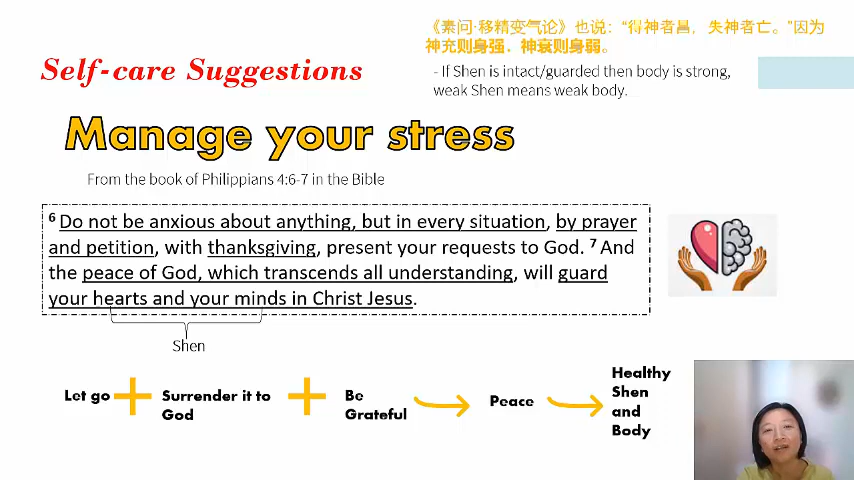 《素问·移精变气论》也说：“得神者昌，失神者亡。”因为
神充则身强，神衰则身弱。
Self-care Suggestions
- If Shen is intact/guarded then body is strong,
weak Shen means weak body.
Manage your stress
From the book of Philippians 4:6-7 in the Bible
6 Do not be anxious about anything, but in every situation, by prayer
and petition, with thanksgiving, present your requests to God. 7 And
the peace of God, which transcends all understanding, will guard
your hearts and your minds in Christ Jesus.
Shen
Let go
Surrender it to
God
Be
Grateful
Peace
Healthy
Shen
and
Body